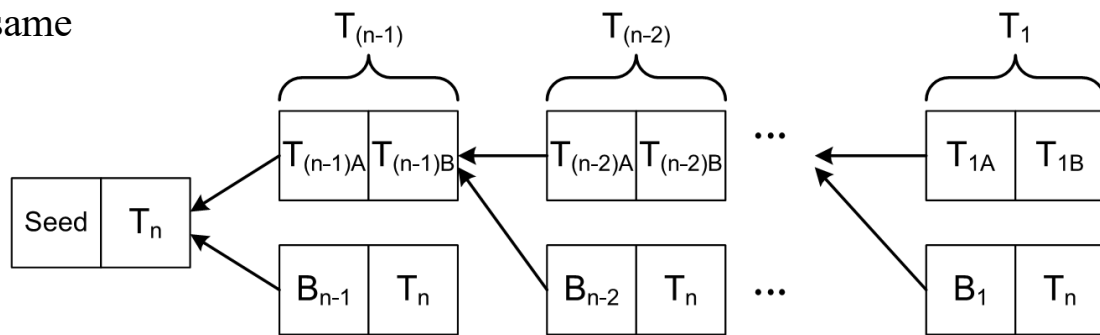 same
T(n-1) T(n-2) T1
T(n-1)A T(n-1)B T(n-2)A T(n-2)B ... T1A T1B
Seed Tn
Bn-1 Tn Bn-2 Tn ... B1 Tn